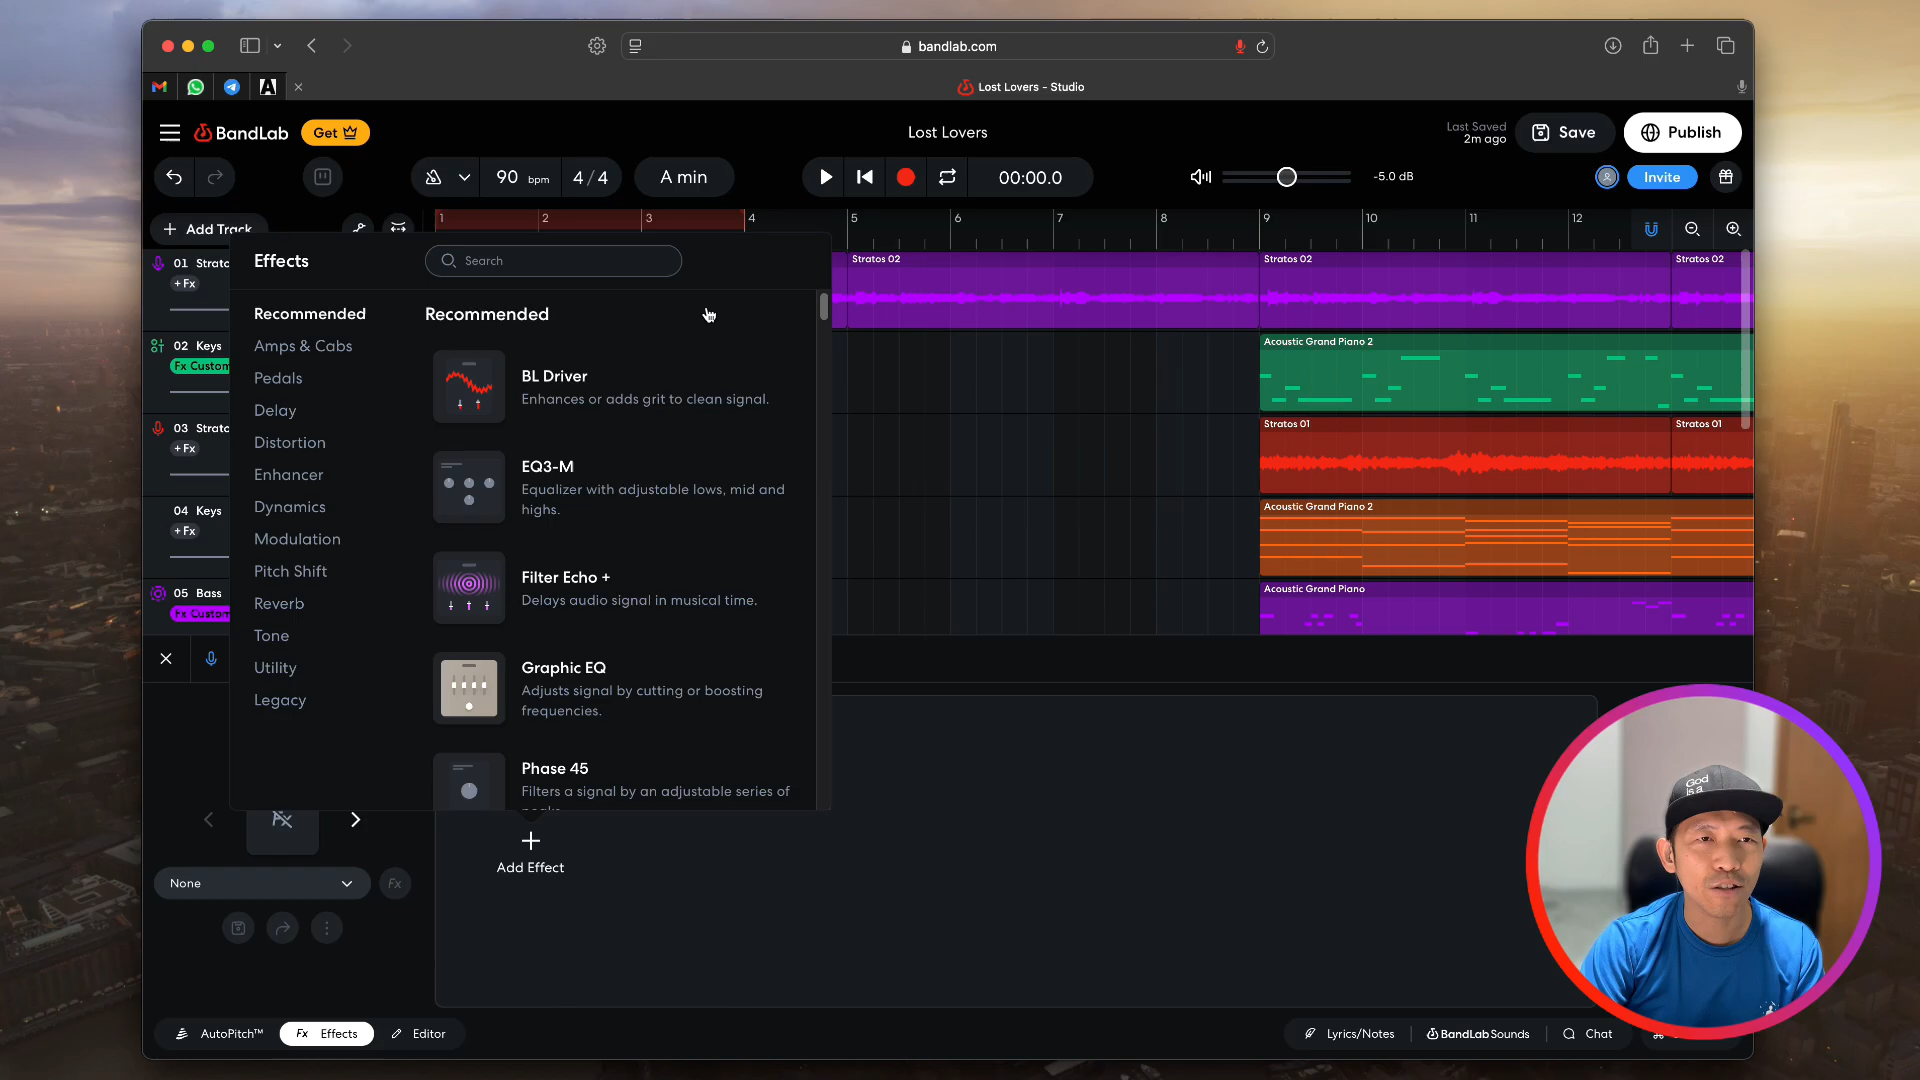 bandlab.com
Lost Lovers - Studio
BandLab
Get
Lost Lovers
Last Saved
2m ago
Save
Publish
90 bpm
4/4
A min
00:00.0
-5.0 dB
Invite
Add Track
1 2 3 4 5 6 7 8 9 10 11 12
01 Strato
+Fx
02 Keys
Fx Custom
03 Strato
+Fx
04 Keys
+Fx
05 Bass
Fx Custom
Effects
Search
Recommended
Amps & Cabs
Pedals
Delay
Distortion
Enhancer
Dynamics
Modulation
Pitch Shift
Reverb
Tone
Utility
Legacy
Recommended
BL Driver
Enhances or adds grit to clean signal.
EQ3-M
Equalizer with adjustable lows, mid and
highs.
Filter Echo +
Delays audio signal in musical time.
Graphic EQ
Adjusts signal by cutting or boosting
frequencies.
Phase 45
Filters a signal by an adjustable series of
Stratos 02
Stratos 02
Stratos 02
Acoustic Grand Piano 2
Stratos 01
Stratos 01
Acoustic Grand Piano 2
Acoustic Grand Piano
Add Effect
None
Fx
AutoPitch™
Fx Effects
Editor
Lyrics/Notes
BandLab Sounds
Chat
God
is a